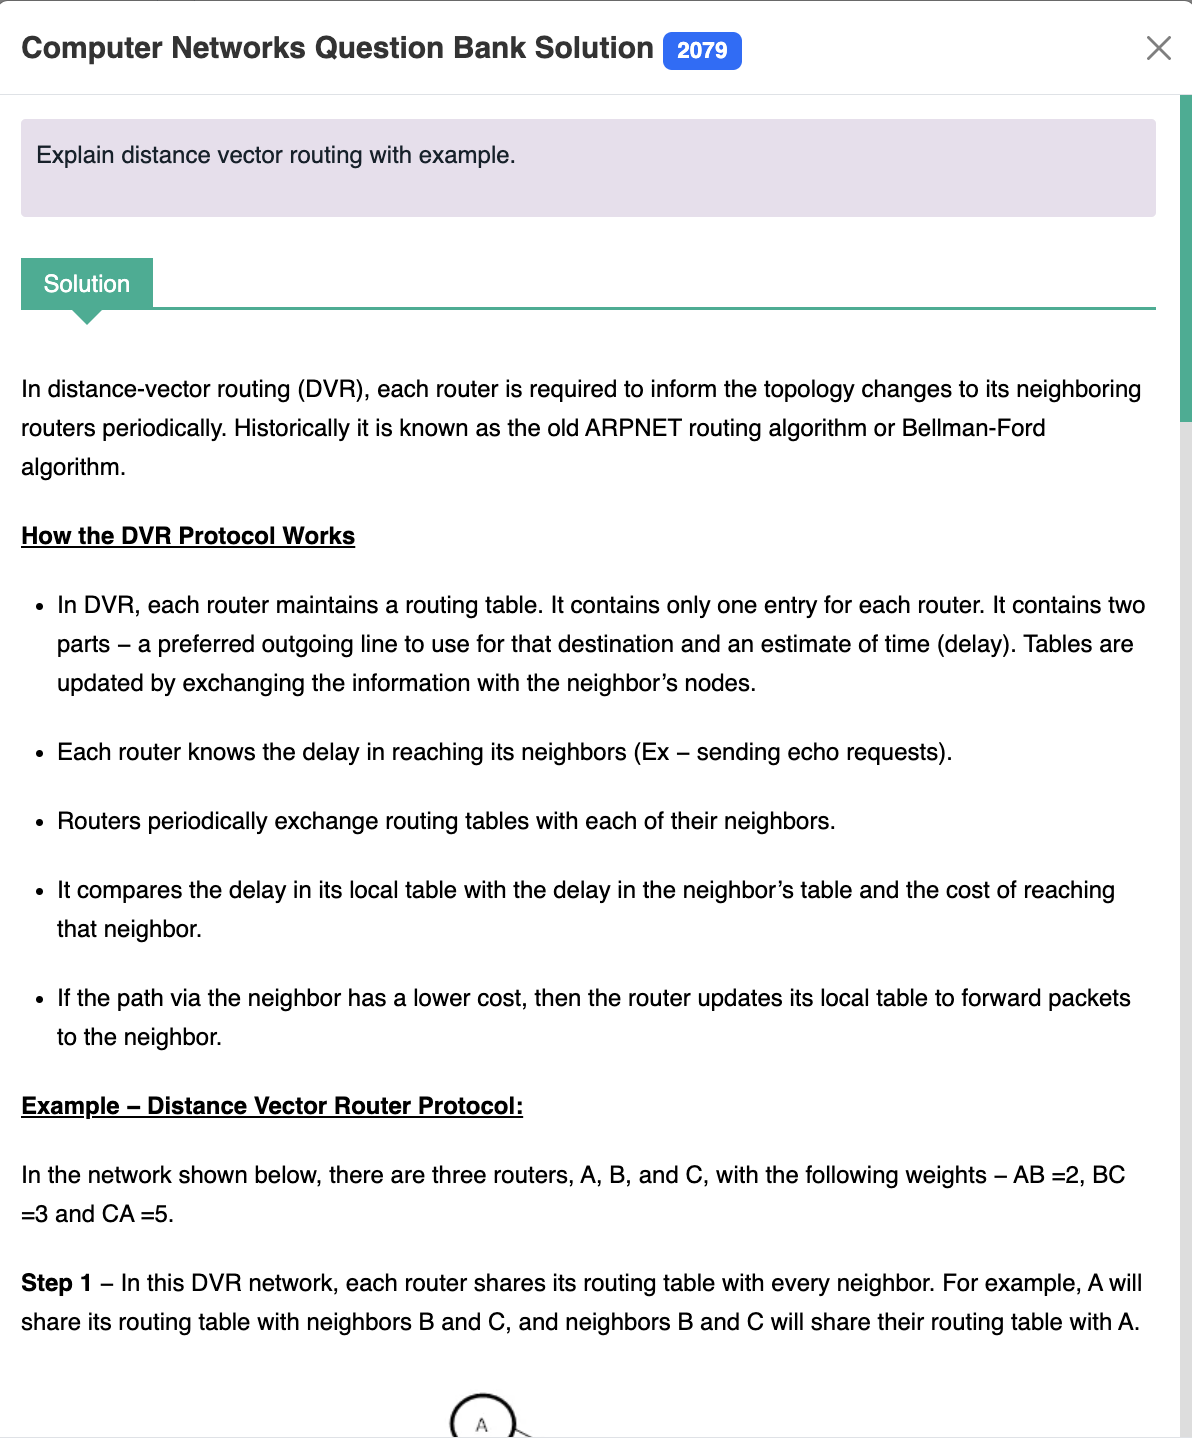 Computer Networks Question Bank Solution 2079
Explain distance vector routing with example.
Solution
In distance-vector routing (DVR), each router is required to inform the topology changes to its neighboring
routers periodically. Historically it is known as the old ARPNET routing algorithm or Bellman-Ford
algorithm.
How the DVR Protocol Works
• In DVR, each router maintains a routing table. It contains only one entry for each router. It contains two
parts – a preferred outgoing line to use for that destination and an estimate of time (delay). Tables are
updated by exchanging the information with the neighbor’s nodes.
• Each router knows the delay in reaching its neighbors (Ex – sending echo requests).
• Routers periodically exchange routing tables with each of their neighbors.
• It compares the delay in its local table with the delay in the neighbor’s table and the cost of reaching
that neighbor.
• If the path via the neighbor has a lower cost, then the router updates its local table to forward packets
to the neighbor.
Example – Distance Vector Router Protocol:
In the network shown below, there are three routers, A, B, and C, with the following weights – AB =2, BC
=3 and CA =5.
Step 1 – In this DVR network, each router shares its routing table with every neighbor. For example, A will
share its routing table with neighbors B and C, and neighbors B and C will share their routing table with A.
A